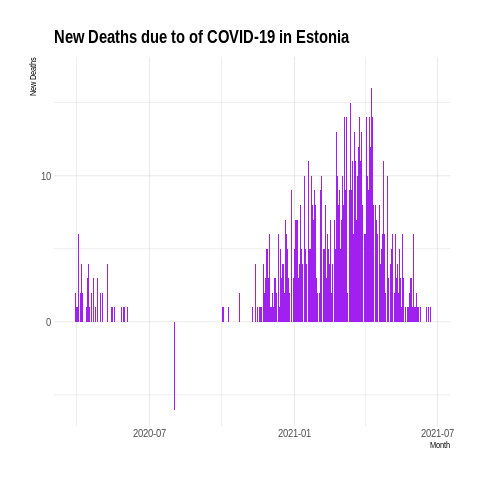 New Deaths due to of COVID-19 in Estonia
New Deaths
10
0
2020-07
2021-01
2021-07
Month